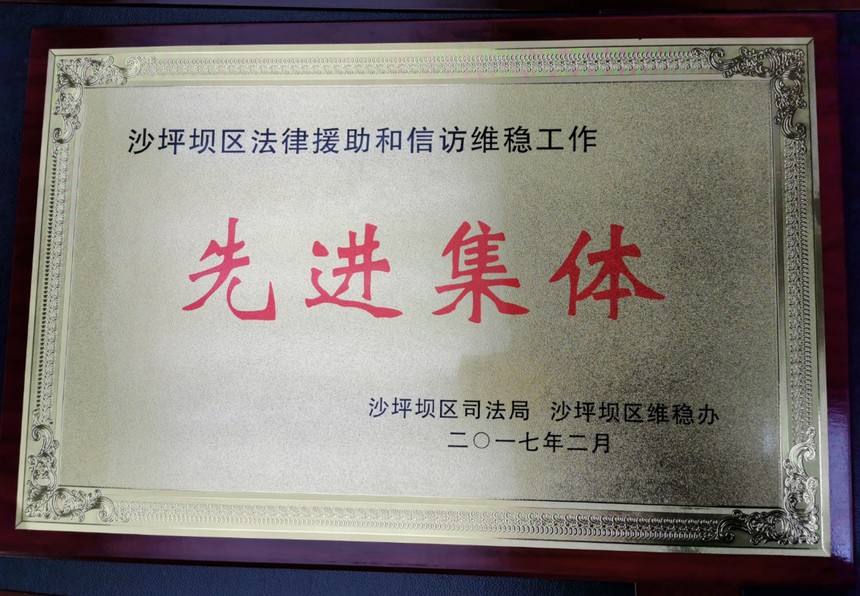 沙坪坝区法律援助和信访维稳工作
先进集体
沙坪坝区司法局 沙坪坝区维稳办
二〇一七年二月